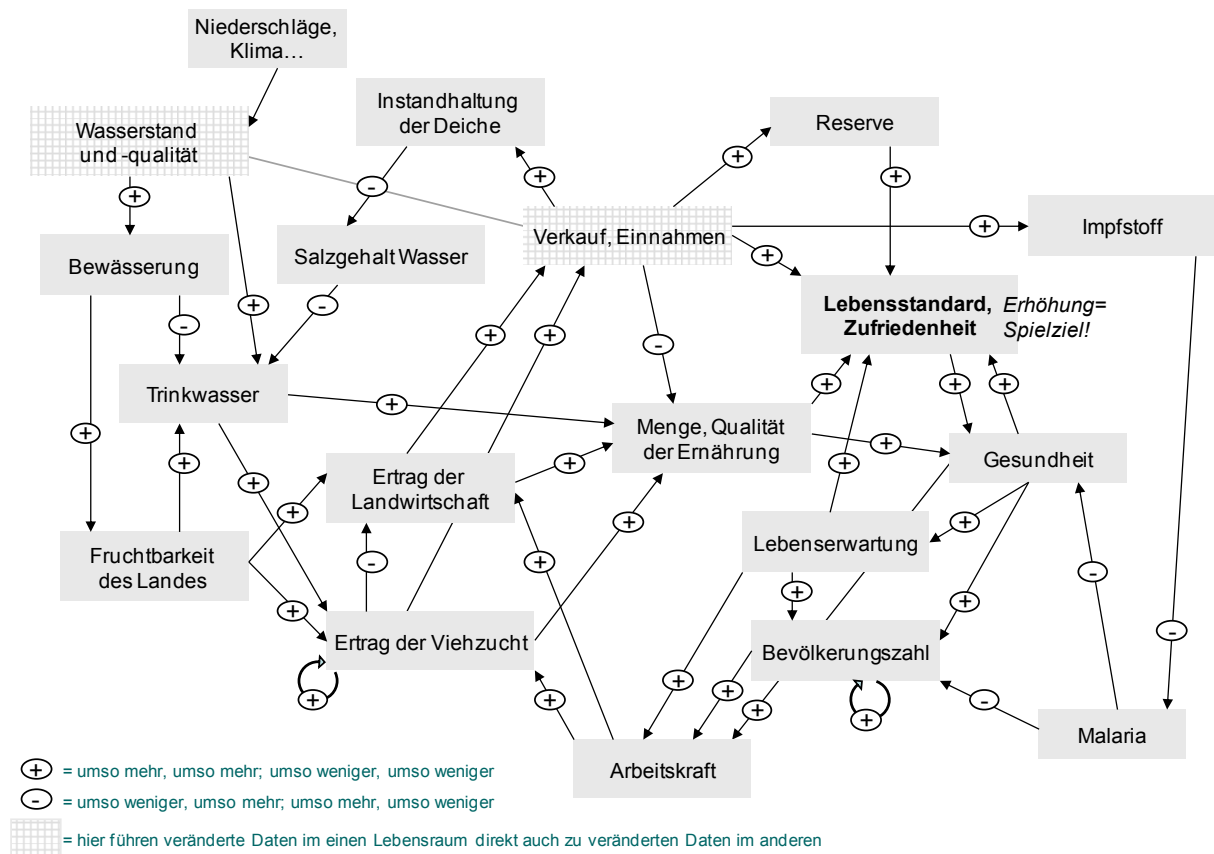 Niederschläge,
Klima…
Instandhaltung
der Deiche
Reserve
Wasserstand
und -qualität
+
-
+
+
+
Verkauf, Einnahmen
+
Impfstoff
Bewässerung
Salzgehalt Wasser
+
Lebensstandard,
Zufriedenheit
Erhöhung=
Spielziel!
+
-
-
+
+
-
Trinkwasser
+
+
+
+
Menge, Qualität
der Ernährung
+
+
Gesundheit
+
+
Ertrag der
Landwirtschaft
+
+
+
+
+
+
Lebenserwartung
Fruchtbarkeit
des Landes
-
+
-
+
+
+
-
Ertrag der Viehzucht
Bevölkerungszahl
+
+
+
+
+
-
+
Arbeitskraft
Malaria
+ = umso mehr, umso mehr; umso weniger, umso weniger
- = umso weniger, umso mehr; umso mehr, umso weniger
= hier führen veränderte Daten im einen Lebensraum direkt auch zu veränderten Daten im anderen